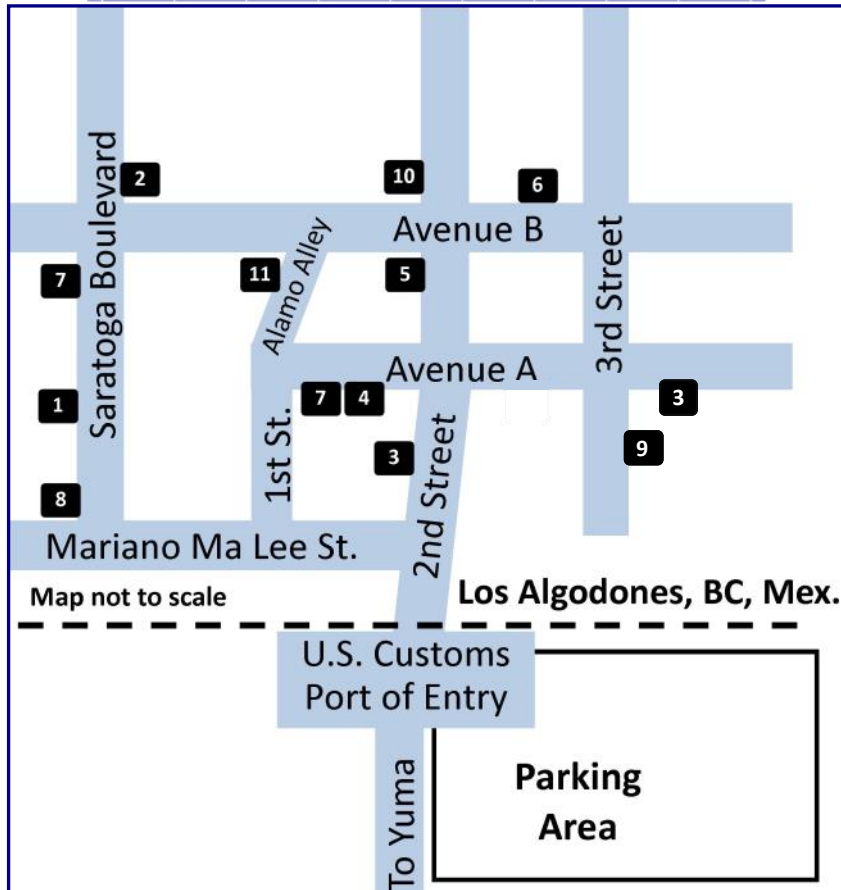 2
10
6
Saratoga Boulevard
Alamo Alley
Avenue B
3rd Street
7
11
5
Avenue A
1
7
4
3
1st St.
2nd Street
3
9
8
Mariano Ma Lee St.
Map not to scale
Los Algodones, BC, Mex.
U.S. Customs
Port of Entry
To Yuma
Parking
Area